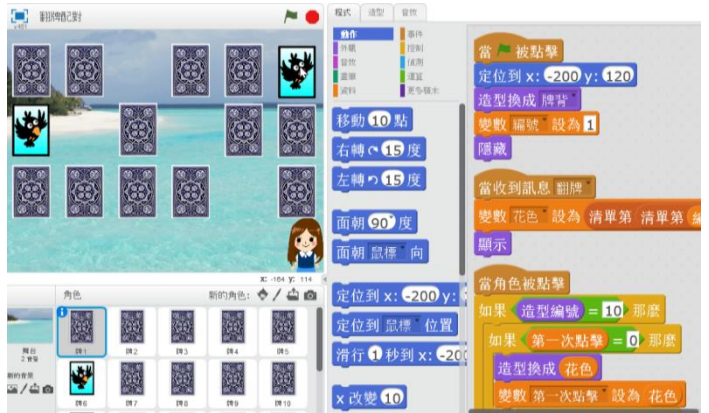 程式 造型 音效
動作 事件
外觀 控制
音效 偵測
畫筆 運算
資料 更多積木
移動 10 點
右轉 15 度
左轉 15 度
面朝 90 度
面朝 鼠標 向
定位到 x: -200 y:
定位到 鼠標 位置
滑行 1 秒到 x: -200
x 改變 10
當 被點擊
定位到 x: -200 y: 120
造型換成 牌背
變數 編號 設為 1
隱藏
當收到訊息 翻牌
變數 花色 設為 清單第 清單第
顯示
當角色被點擊
如果 造型編號 = 10 那麼
如果 第一次點擊 = 0 那麼
造型換成 花色
變數 第一次點擊 設為 花色
x: -164 y: 114
角色 新的角色:
舞台
2 背景
新的背景
牌1 牌2 牌3 牌4 牌5
牌6 牌7 牌8 牌9 牌10